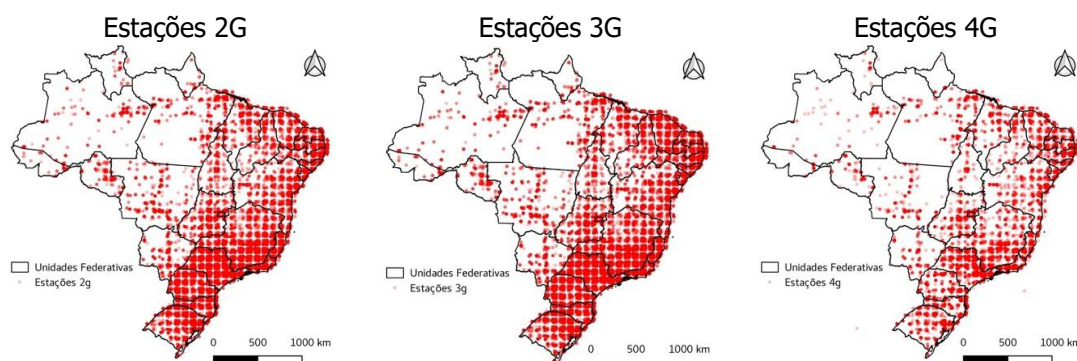 Estações 2G
Unidades Federativas
Estações 2g
0 500 1000 km
Estações 3G
Unidades Federativas
Estações 3g
0 500 1000 km
Estações 4G
Unidades Federativas
Estações 4g
0 500 1000 km